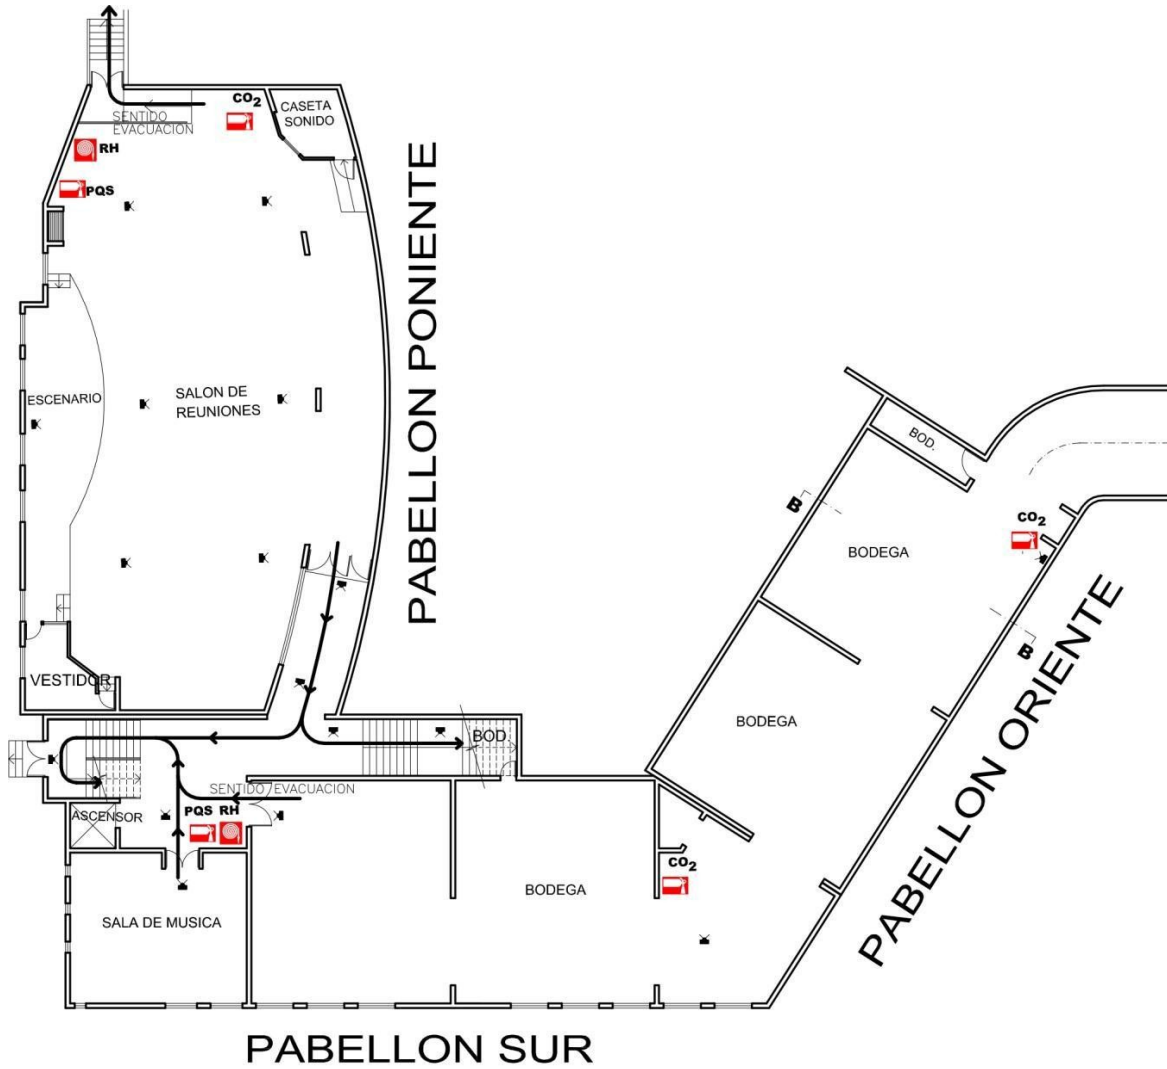 CO2
CASETA
SONIDO
SENTIDO
EVACUACION
RH
PQS
PABELLON PONIENTE
ESCENARIO
SALON DE
REUNIONES
BOD.
B
CO2
BODEGA
B
VESTIDOR
BODEGA
PABELLON ORIENTE
BOD.
SENTIDO EVACUACION
ASCENSOR
PQS RH
CO2
BODEGA
SALA DE MUSICA
PABELLON SUR